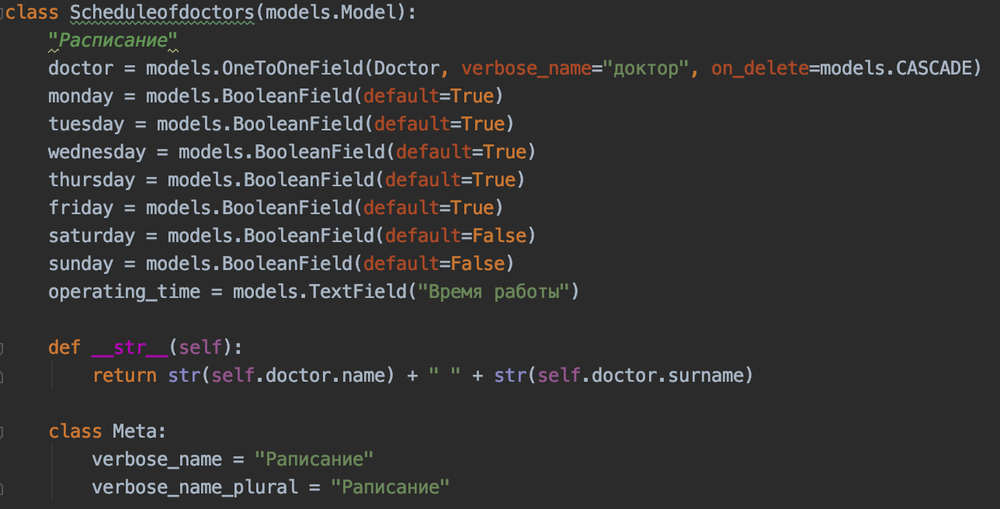 class Scheduleofdoctors(models.Model):
    "Расписание"
    doctor = models.OneToOneField(Doctor, verbose_name="доктор", on_delete=models.CASCADE)
    monday = models.BooleanField(default=True)
    tuesday = models.BooleanField(default=True)
    wednesday = models.BooleanField(default=True)
    thursday = models.BooleanField(default=True)
    friday = models.BooleanField(default=True)
    saturday = models.BooleanField(default=False)
    sunday = models.BooleanField(default=False)
    operating_time = models.TextField("Время работы")
    def __str__(self):
        return str(self.doctor.name) + " " + str(self.doctor.surname)
    class Meta:
        verbose_name = "Раписание"
        verbose_name_plural = "Раписание"